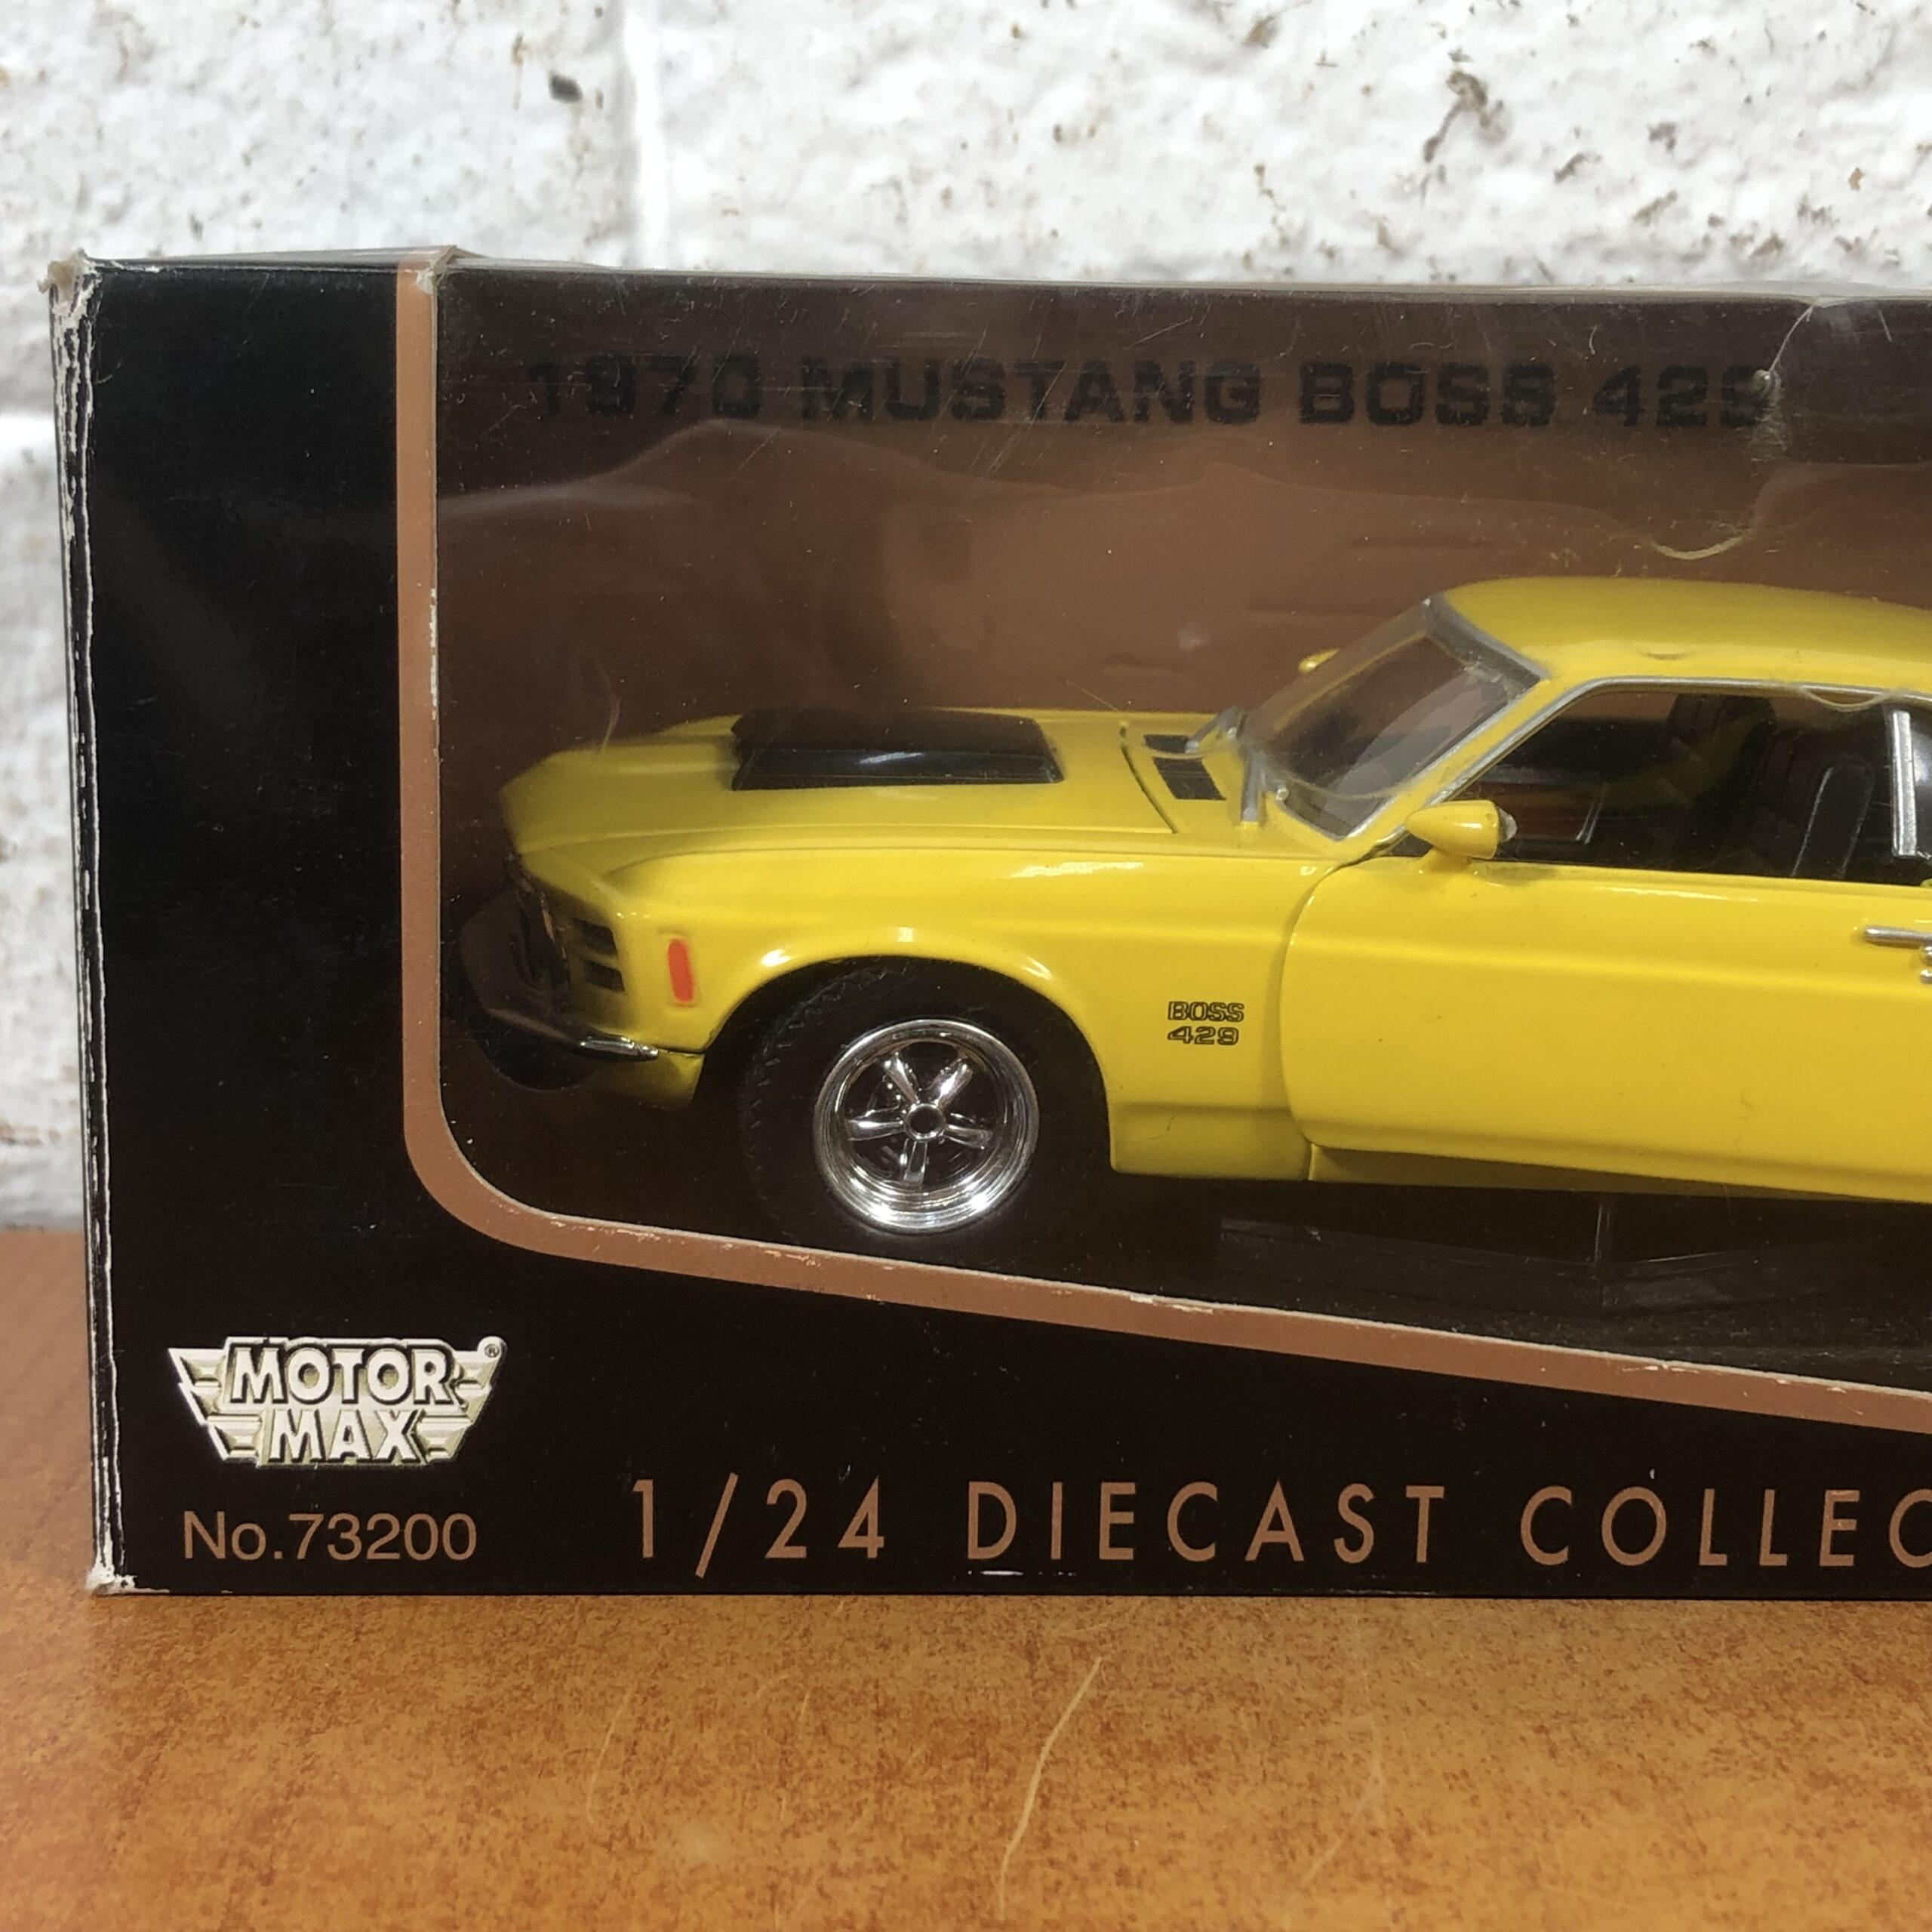 1970 MUSTANG BOSS 429
BOSS
429
MOTOR ®
MAX
No.73200
1/24 DIECAST COLLEC